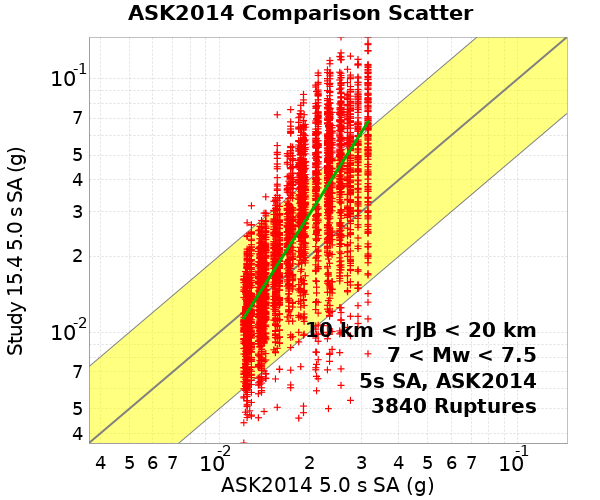 ASK2014 Comparison Scatter
Study 15.4 5.0 s SA (g)
10⁻¹
7
5
4
3
2
10⁻²
7
5
4
10 km < rJB < 20 km
7 < Mw < 7.5
5s SA, ASK2014
3840 Ruptures
4 5 6 7 10⁻² 2 3 4 5 6 7 10⁻¹
ASK2014 5.0 s SA (g)